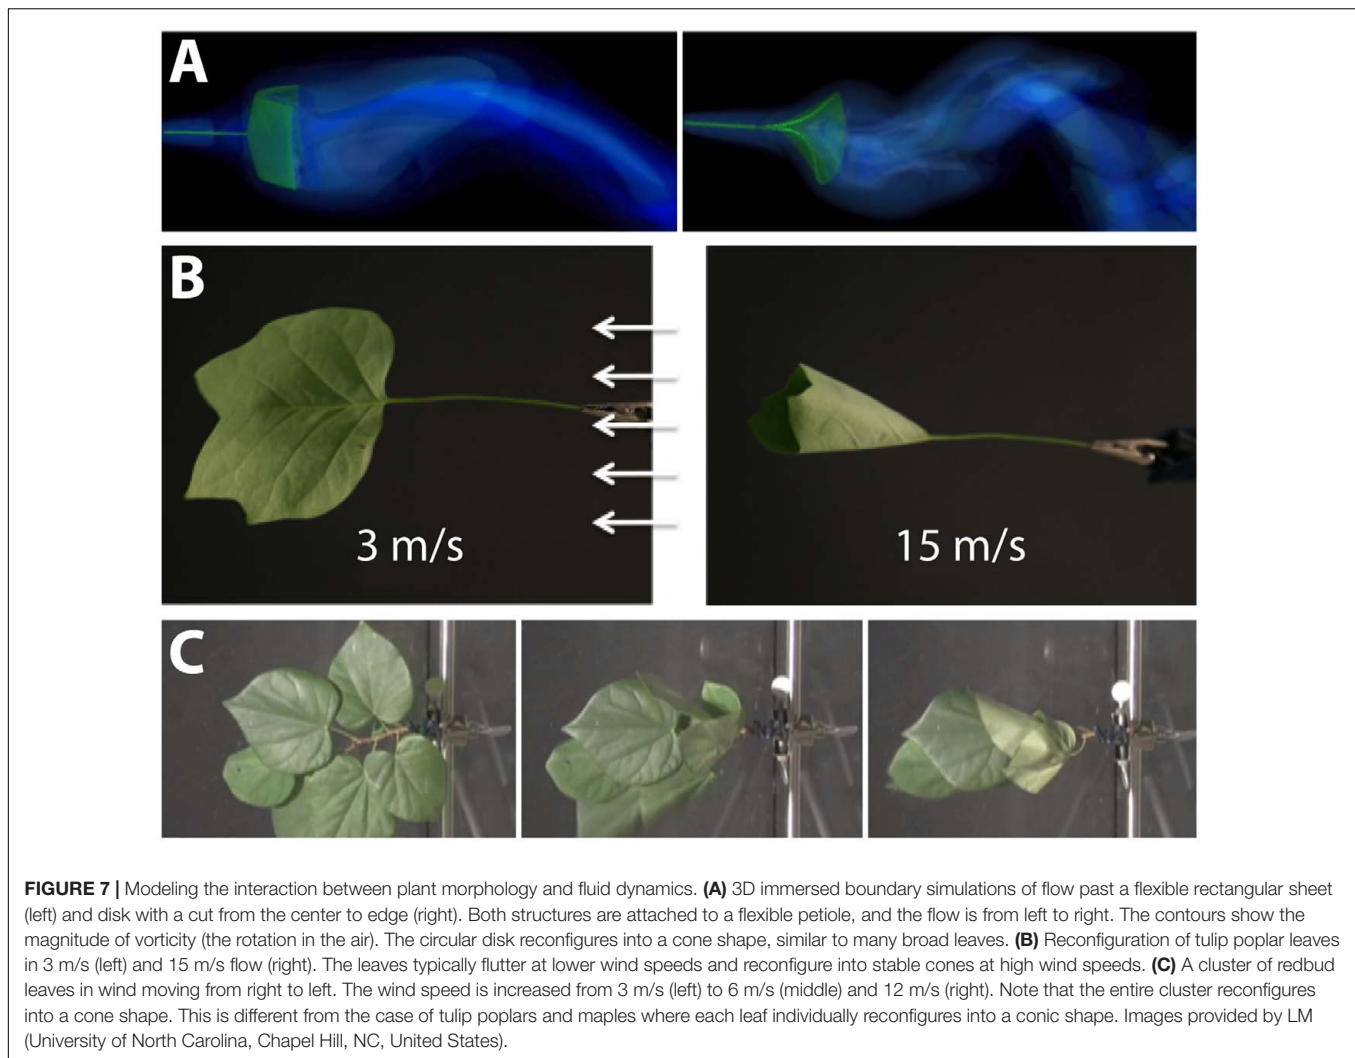 A
B
3 m/s
15 m/s
C
FIGURE 7 | Modeling the interaction between plant morphology and fluid dynamics. (A) 3D immersed boundary simulations of flow past a flexible rectangular sheet
(left) and disk with a cut from the center to edge (right). Both structures are attached to a flexible petiole, and the flow is from left to right. The contours show the
magnitude of vorticity (the rotation in the air). The circular disk reconfigures into a cone shape, similar to many broad leaves. (B) Reconfiguration of tulip poplar leaves
in 3 m/s (left) and 15 m/s flow (right). The leaves typically flutter at lower wind speeds and reconfigure into stable cones at high wind speeds. (C) A cluster of redbud
leaves in wind moving from right to left. The wind speed is increased from 3 m/s (left) to 6 m/s (middle) and 12 m/s (right). Note that the entire cluster reconfigures
into a cone shape. This is different from the case of tulip poplars and maples where each leaf individually reconfigures into a conic shape. Images provided by LM
(University of North Carolina, Chapel Hill, NC, United States).